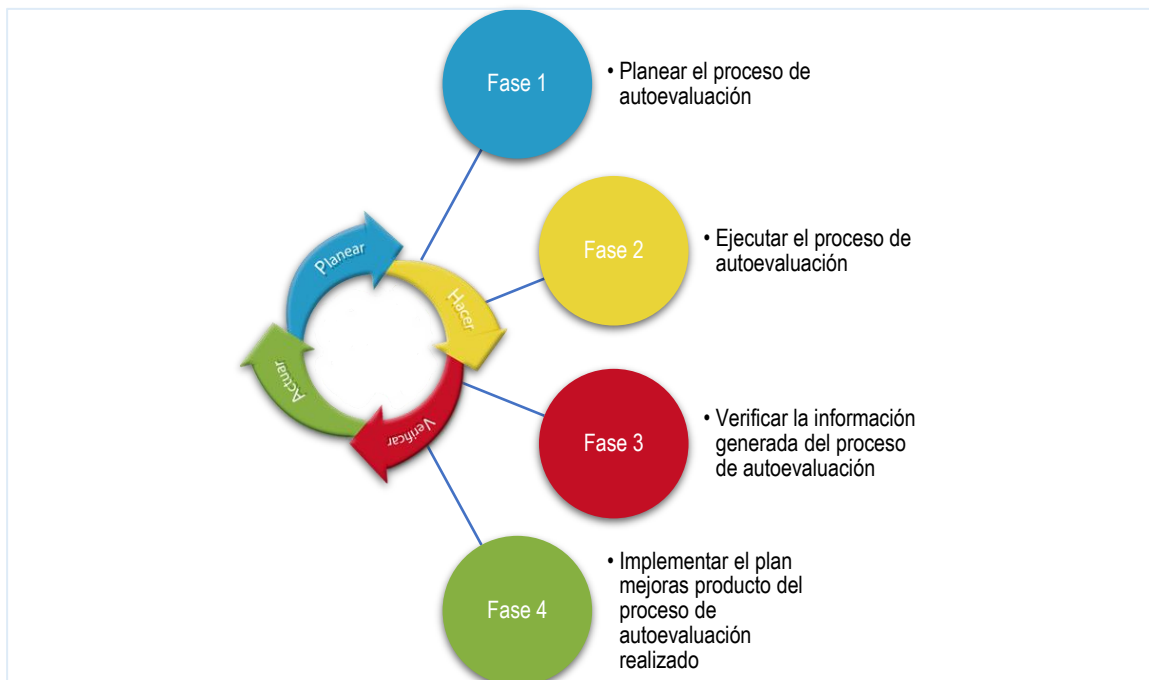 Fase 1
• Planear el proceso de
autoevaluación
Planear
Hacer
Verificar
Actuar
Fase 2
• Ejecutar el proceso de
autoevaluación
Fase 3
• Verificar la información
generada del proceso
de autoevaluación
Fase 4
• Implementar el plan
mejoras producto del
proceso de
autoevaluación
realizado